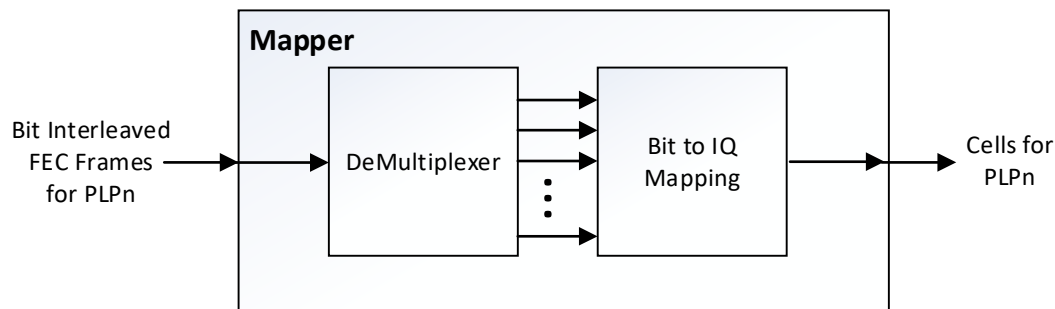 Mapper
Bit Interleaved
FEC Frames
for PLPn
DeMultiplexer
Bit to IQ
Mapping
Cells for
PLPn